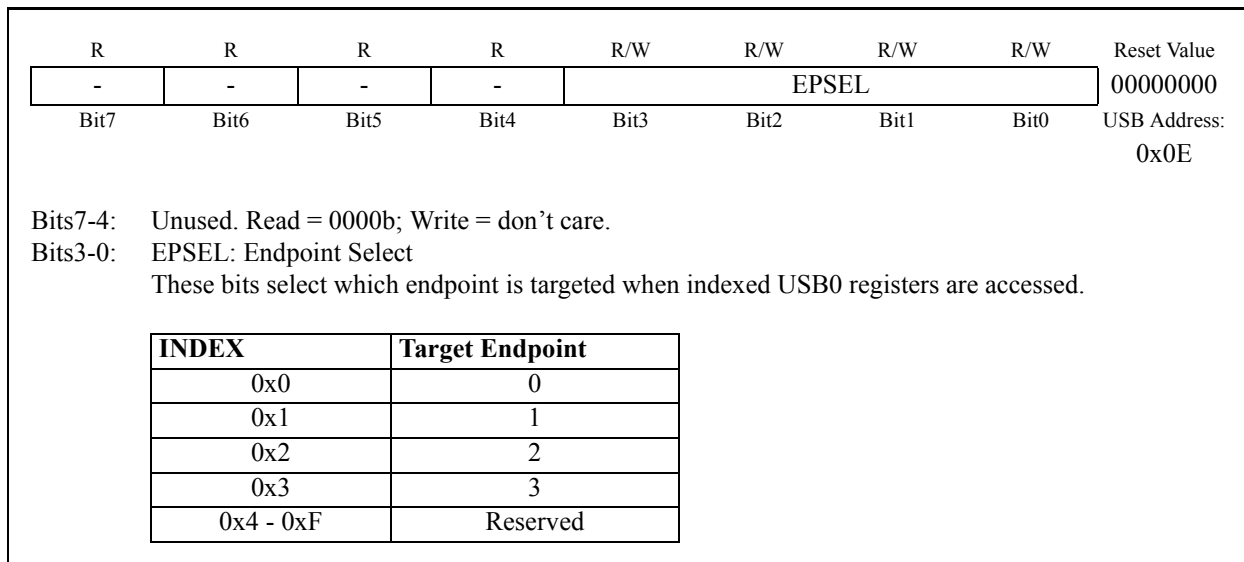 R R R R R/W R/W R/W R/W Reset Value
- - - - EPSEL 00000000
Bit7 Bit6 Bit5 Bit4 Bit3 Bit2 Bit1 Bit0 USB Address:
0x0E
Bits7-4: Unused. Read = 0000b; Write = don’t care.
Bits3-0: EPSEL: Endpoint Select
These bits select which endpoint is targeted when indexed USB0 registers are accessed.
INDEX Target Endpoint
0x0 0
0x1 1
0x2 2
0x3 3
0x4 - 0xF Reserved